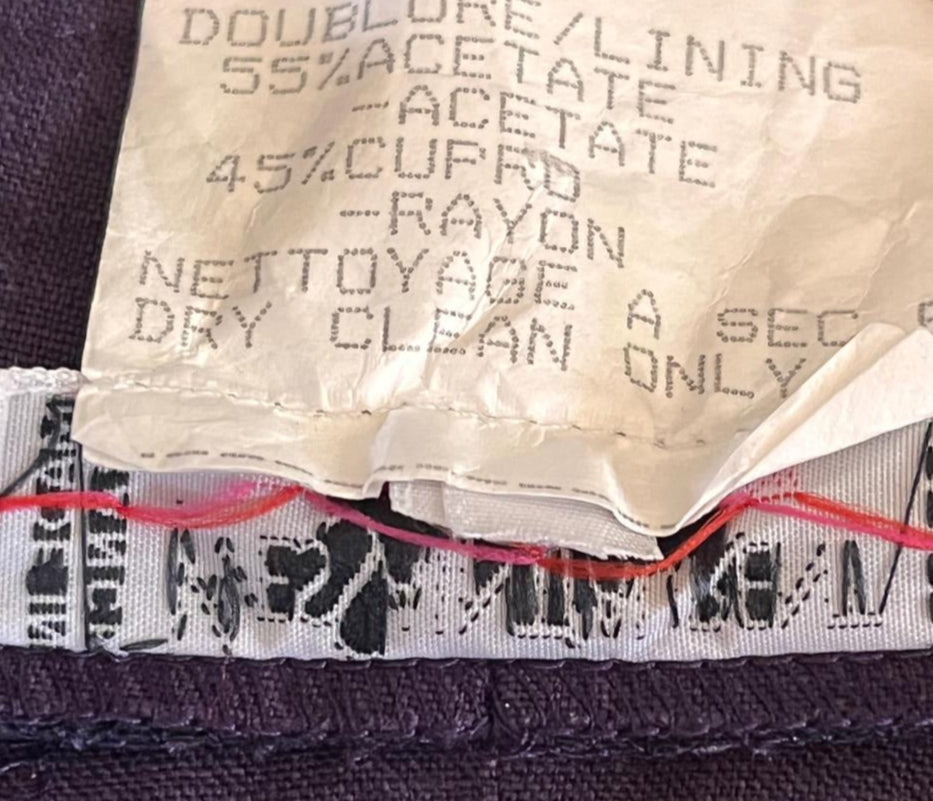 DOUBLURE/LINING
55%ACETATE
-ACETATE
45%CUPRO
-RAYON
NETTOYAGE A SEC
DRY CLEAN ONLY